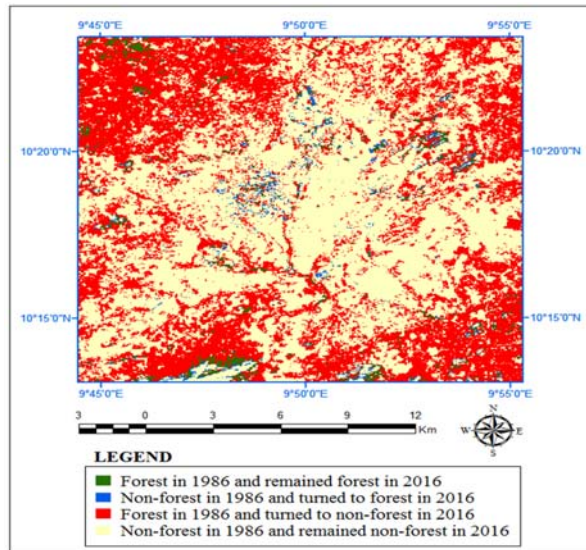 9°45'0"E 9°50'0"E 9°55'0"E
10°20'0"N 10°20'0"N
10°15'0"N 10°15'0"N
9°45'0"E 9°50'0"E 9°55'0"E
3 0 3 6 9 12
Km
N
W E
S
LEGEND
Forest in 1986 and remained forest in 2016
Non-forest in 1986 and turned to forest in 2016
Forest in 1986 and turned to non-forest in 2016
Non-forest in 1986 and remained non-forest in 2016